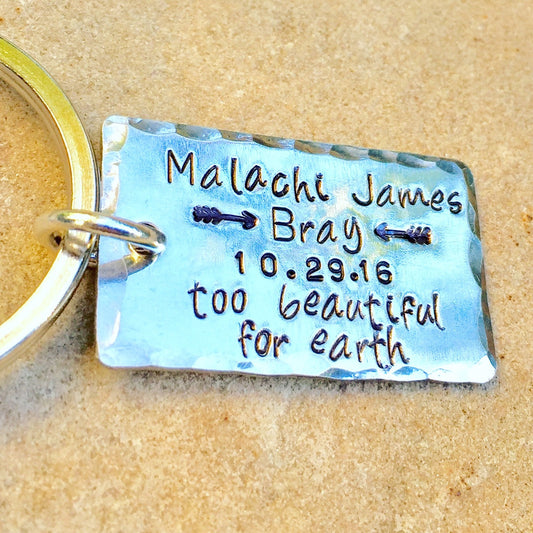 Malachi James
Bray
10.29.16
too beautiful
for earth